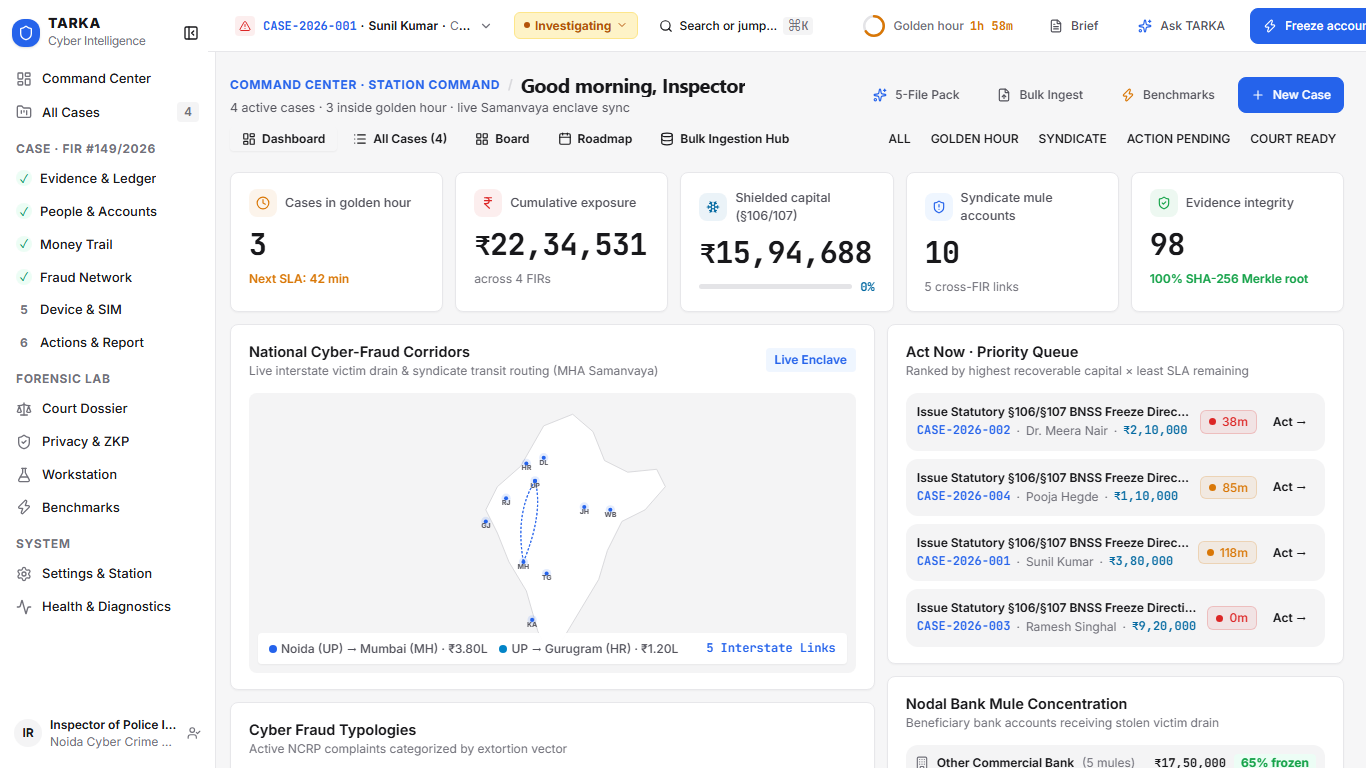 TARKA
Cyber Intelligence
CASE-2026-001 · Sunil Kumar · C...
Investigating
Search or jump... ⌘K
Golden hour 1h 58m
Brief
Ask TARKA
Freeze accour
Command Center
All Cases 4
CASE · FIR #149/2026
✓ Evidence & Ledger
✓ People & Accounts
✓ Money Trail
✓ Fraud Network
5 Device & SIM
6 Actions & Report
FORENSIC LAB
Court Dossier
Privacy & ZKP
Workstation
Benchmarks
SYSTEM
Settings & Station
Health & Diagnostics
IR
Inspector of Police I...
Noida Cyber Crime ...
COMMAND CENTER · STATION COMMAND / Good morning, Inspector
4 active cases · 3 inside golden hour · live Samanvaya enclave sync
5-File Pack
Bulk Ingest
Benchmarks
+ New Case
Dashboard
All Cases (4)
Board
Roadmap
Bulk Ingestion Hub
ALL
GOLDEN HOUR
SYNDICATE
ACTION PENDING
COURT READY
Cases in golden hour
3
Next SLA: 42 min
₹ Cumulative exposure
₹22,34,531
across 4 FIRs
Shielded capital
(§106/107)
₹15,94,688
0%
Syndicate mule
accounts
10
5 cross-FIR links
Evidence integrity
98
100% SHA-256 Merkle root
National Cyber-Fraud Corridors
Live interstate victim drain & syndicate transit routing (MHA Samanvaya)
Live Enclave
HR
DL
UP
RJ
GJ
JH
WB
MH
TG
KA
Noida (UP) → Mumbai (MH) · ₹3.80L
UP → Gurugram (HR) · ₹1.20L
5 Interstate Links
Cyber Fraud Typologies
Active NCRP complaints categorized by extortion vector
Act Now · Priority Queue
Ranked by highest recoverable capital × least SLA remaining
Issue Statutory §106/§107 BNSS Freeze Direc...
CASE-2026-002 · Dr. Meera Nair · ₹2,10,000
38m
Act →
Issue Statutory §106/§107 BNSS Freeze Direc...
CASE-2026-004 · Pooja Hegde · ₹1,10,000
85m
Act →
Issue Statutory §106/§107 BNSS Freeze Direc...
CASE-2026-001 · Sunil Kumar · ₹3,80,000
118m
Act →
Issue Statutory §106/§107 BNSS Freeze Directi...
CASE-2026-003 · Ramesh Singhal · ₹9,20,000
0m
Act →
Nodal Bank Mule Concentration
Beneficiary bank accounts receiving stolen victim drain
Other Commercial Bank (5 mules) ₹17,50,000 65% frozen